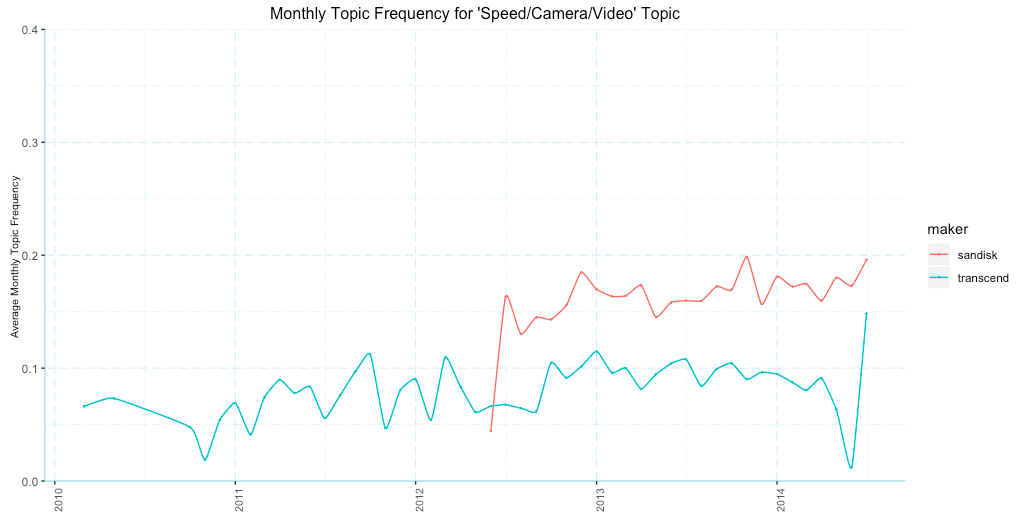 Monthly Topic Frequency for 'Speed/Camera/Video' Topic
Average Monthly Topic Frequency
0.4
0.3
0.2
0.1
0.0
2010
2011
2012
2013
2014
maker
sandisk
transcend